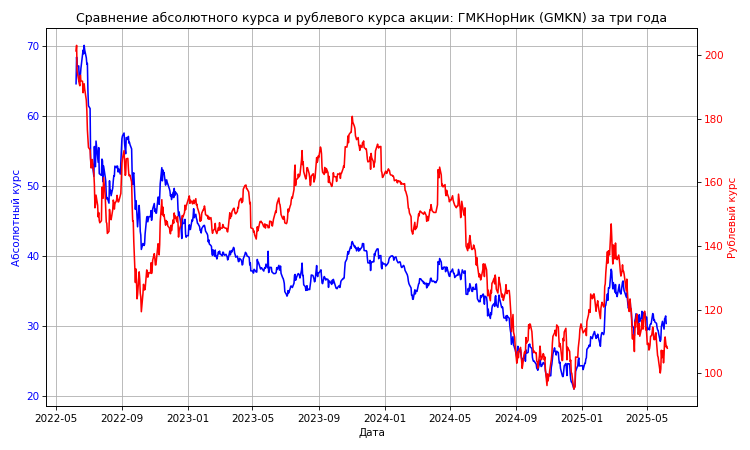 Сравнение абсолютного курса и рублевого курса акции: ГМКНорНик (GMKN) за три года
70
60
50
40
30
20
Абсолютный курс
200
180
160
140
120
100
Рублевый курс
2022-05 2022-09 2023-01 2023-05 2023-09 2024-01 2024-05 2024-09 2025-01 2025-05
Дата